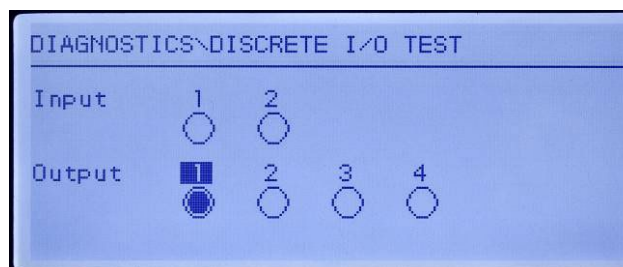 DIAGNOSTICS\DISCRETE I/O TEST
Input 1 2
Output 1 2 3 4